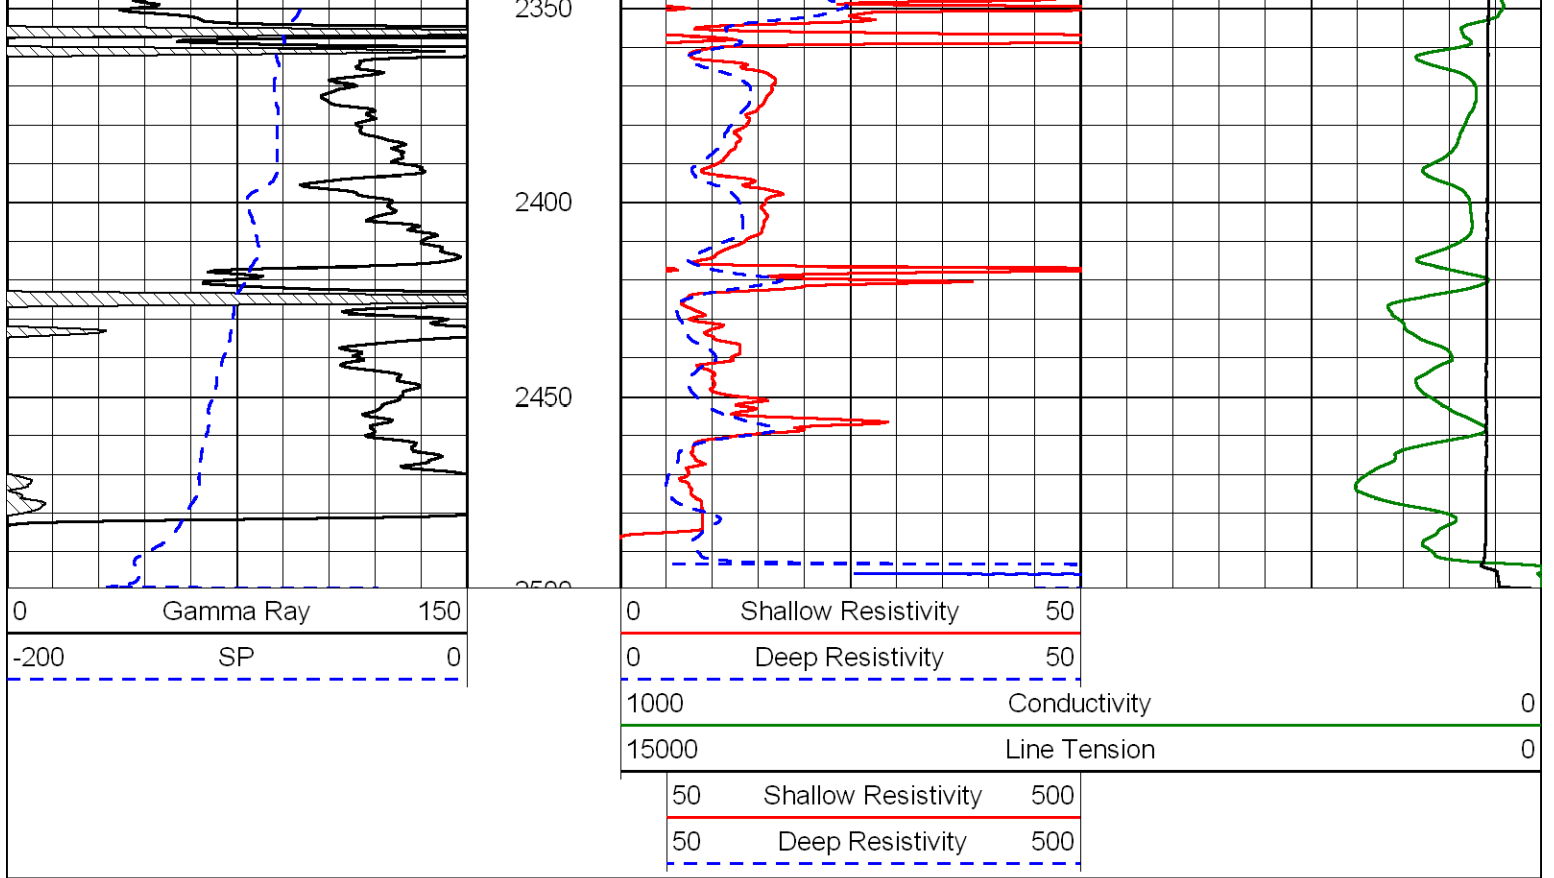 2350
2400
2450
2500
0 Gamma Ray 150
-200 SP 0
0 Shallow Resistivity 50
0 Deep Resistivity 50
1000 Conductivity 0
15000 Line Tension 0
50 Shallow Resistivity 500
50 Deep Resistivity 500